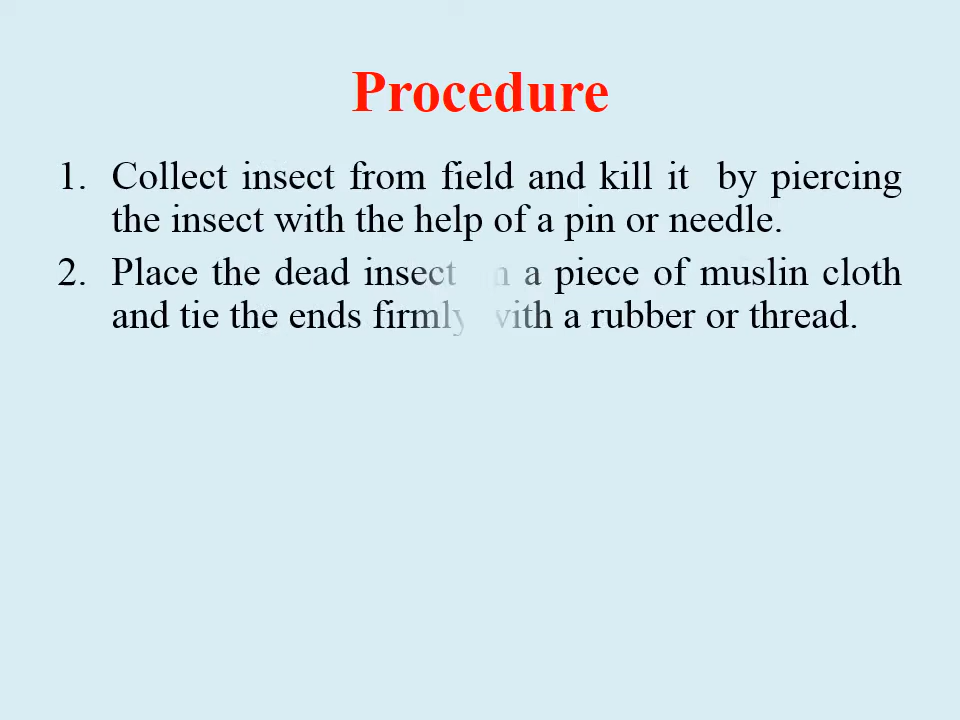 Procedure
1. Collect insect from field and kill it by piercing
the insect with the help of a pin or needle.
2. Place the dead insect in a piece of muslin cloth
and tie the ends firmly with a rubber or thread.